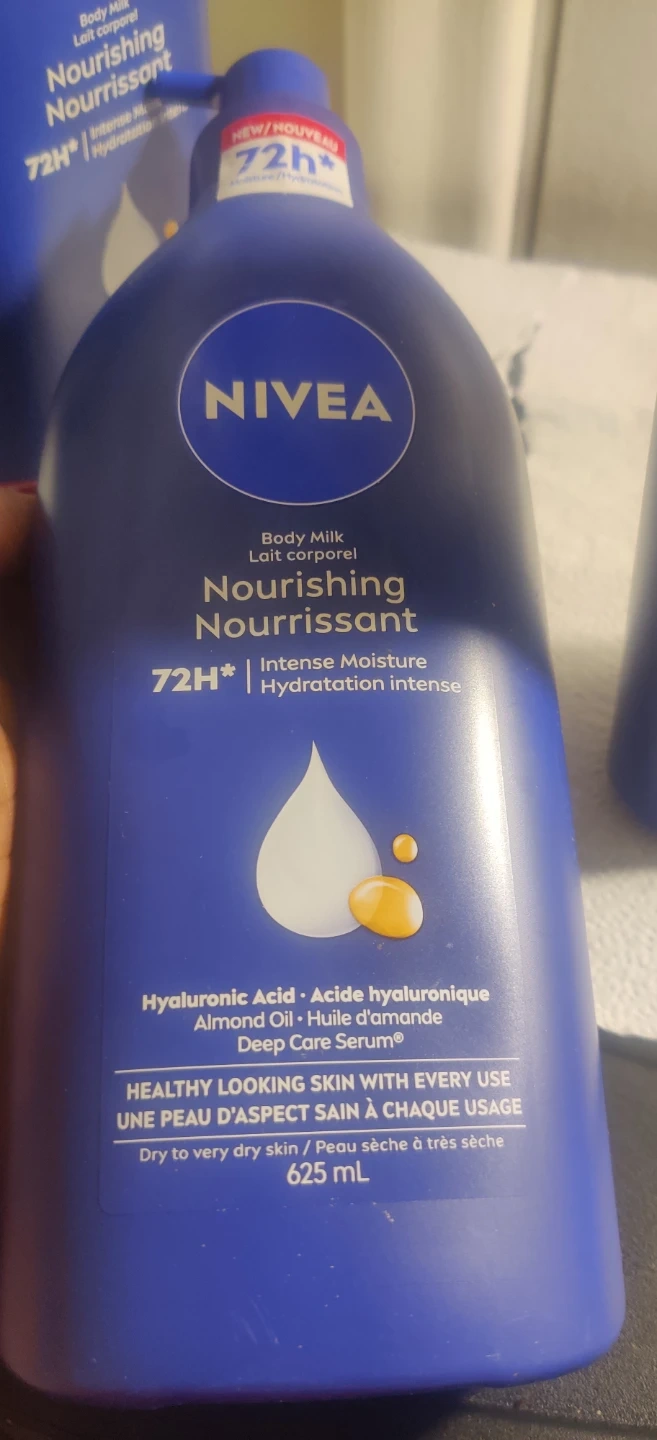 Body Milk
Lait corporel
Nourishing
Nourrissant
72H* | Intense
Hydratation
NEW/NOUVEAU
72h*
NIVEA
Body Milk
Lait corporel
Nourishing
Nourrissant
72H* | Intense Moisture
Hydratation intense
Hyaluronic Acid • Acide hyaluronique
Almond Oil • Huile d'amande
Deep Care Serum®
HEALTHY LOOKING SKIN WITH EVERY USE
UNE PEAU D'ASPECT SAIN À CHAQUE USAGE
Dry to very dry skin / Peau sèche à très sèche
625 mL